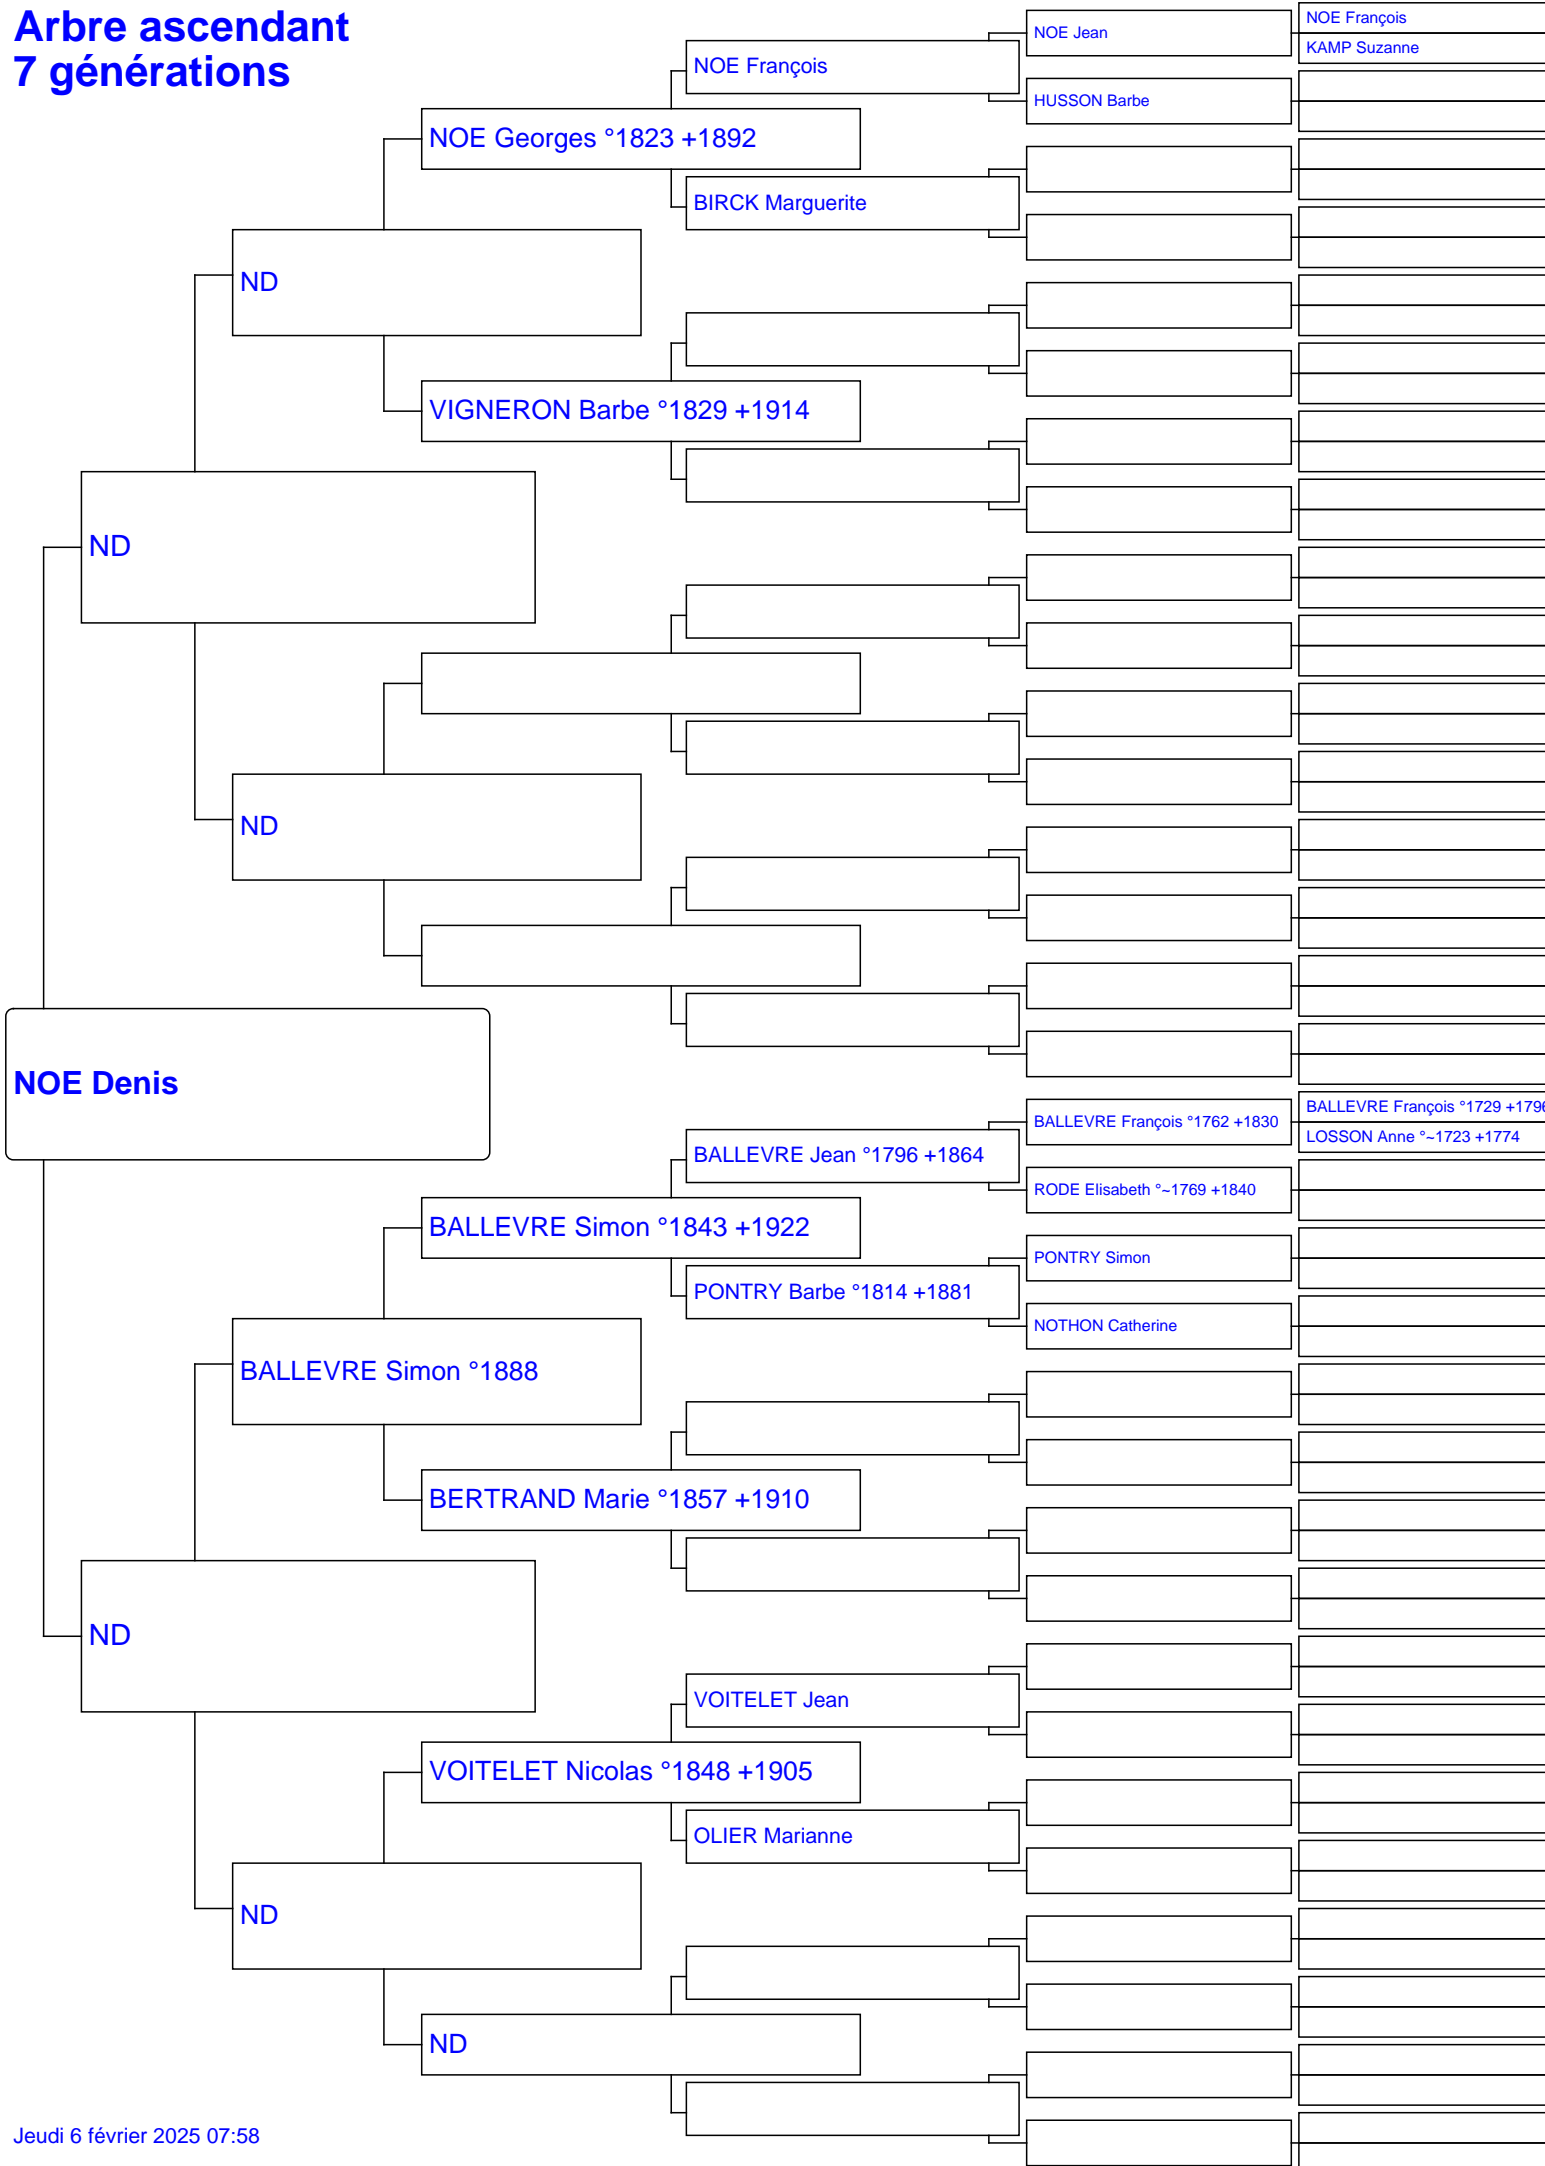 Arbre ascendant
7 générations
NOE Jean
NOE François
KAMP Suzanne
NOE François
HUSSON Barbe
NOE Georges °1823 +1892
BIRCK Marguerite
ND
VIGNERON Barbe °1829 +1914
ND
ND
NOE Denis
BALLEVRE François °1762 +1830
BALLEVRE François °1729 +1796
LOSSON Anne °~1723 +1774
BALLEVRE Jean °1796 +1864
RODE Elisabeth °~1769 +1840
BALLEVRE Simon °1843 +1922
PONTRY Simon
PONTRY Barbe °1814 +1881
NOTHON Catherine
BALLEVRE Simon °1888
BERTRAND Marie °1857 +1910
ND
VOITELET Jean
VOITELET Nicolas °1848 +1905
OLIER Marianne
ND
ND
Jeudi 6 février 2025 07:58